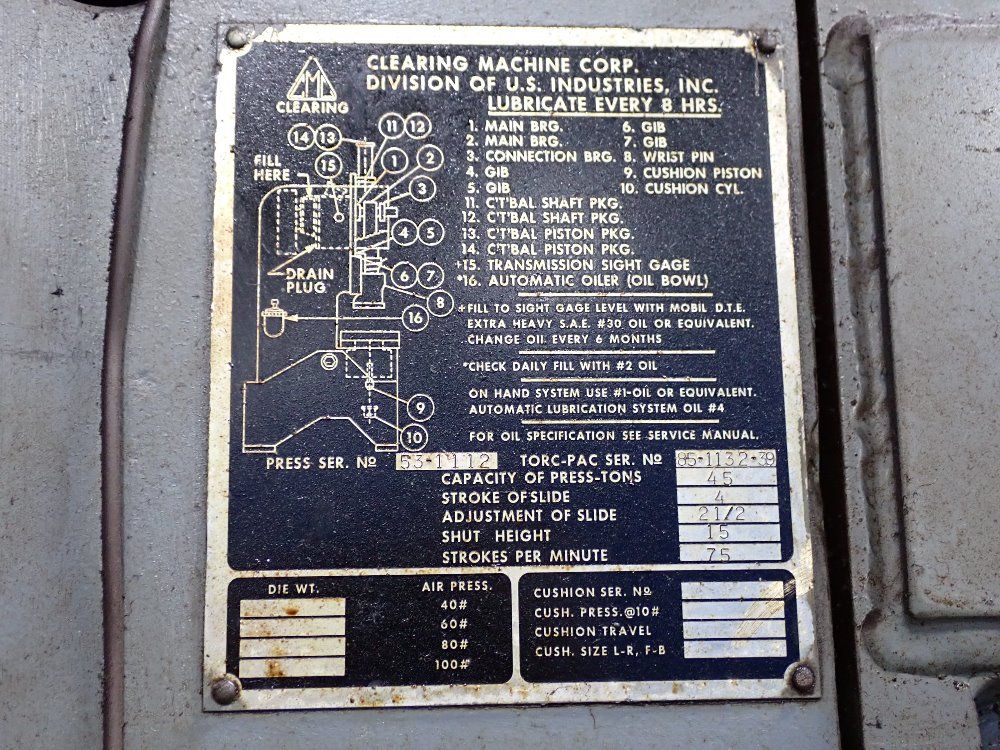 CLEARING
CLEARING MACHINE CORP.
DIVISION OF U.S. INDUSTRIES, INC.
LUBRICATE EVERY 8 HRS.
1. MAIN BRG. 6. GIB
2. MAIN BRG. 7. GIB
3. CONNECTION BRG. 8. WRIST PIN
4. GIB 9. CUSHION PISTON
5. GIB 10. CUSHION CYL.
11. C'T'BAL SHAFT PKG.
12. C'T'BAL SHAFT PKG.
13. C'T'BAL PISTON PKG.
14. C'T'BAL PISTON PKG.
+15. TRANSMISSION SIGHT GAGE
*16. AUTOMATIC OILER (OIL BOWL)
14 13 11 12
FILL HERE
15 1 2
3
4 5
DRAIN PLUG
6 7
8
16
9
10
+FILL TO SIGHT GAGE LEVEL WITH MOBIL D.T.E.
EXTRA HEAVY S.A.E. #30 OIL OR EQUIVALENT.
CHANGE OIL EVERY 6 MONTHS
*CHECK DAILY FILL WITH #2 OIL
ON HAND SYSTEM USE #1-OIL OR EQUIVALENT.
AUTOMATIC LUBRICATION SYSTEM OIL #4
FOR OIL SPECIFICATION SEE SERVICE MANUAL.
PRESS SER. Nº 53-1111 2 TORC-PAC SER. Nº 85-1132-39
CAPACITY OF PRESS-TONS 45
STROKE OF SLIDE 4
ADJUSTMENT OF SLIDE 2 1/2
SHUT HEIGHT 15
STROKES PER MINUTE 75
DIE WT. AIR PRESS.
40#
60#
80#
100#
CUSHION SER. Nº
CUSH. PRESS.@10#
CUSHION TRAVEL
CUSH. SIZE L-R, F-B